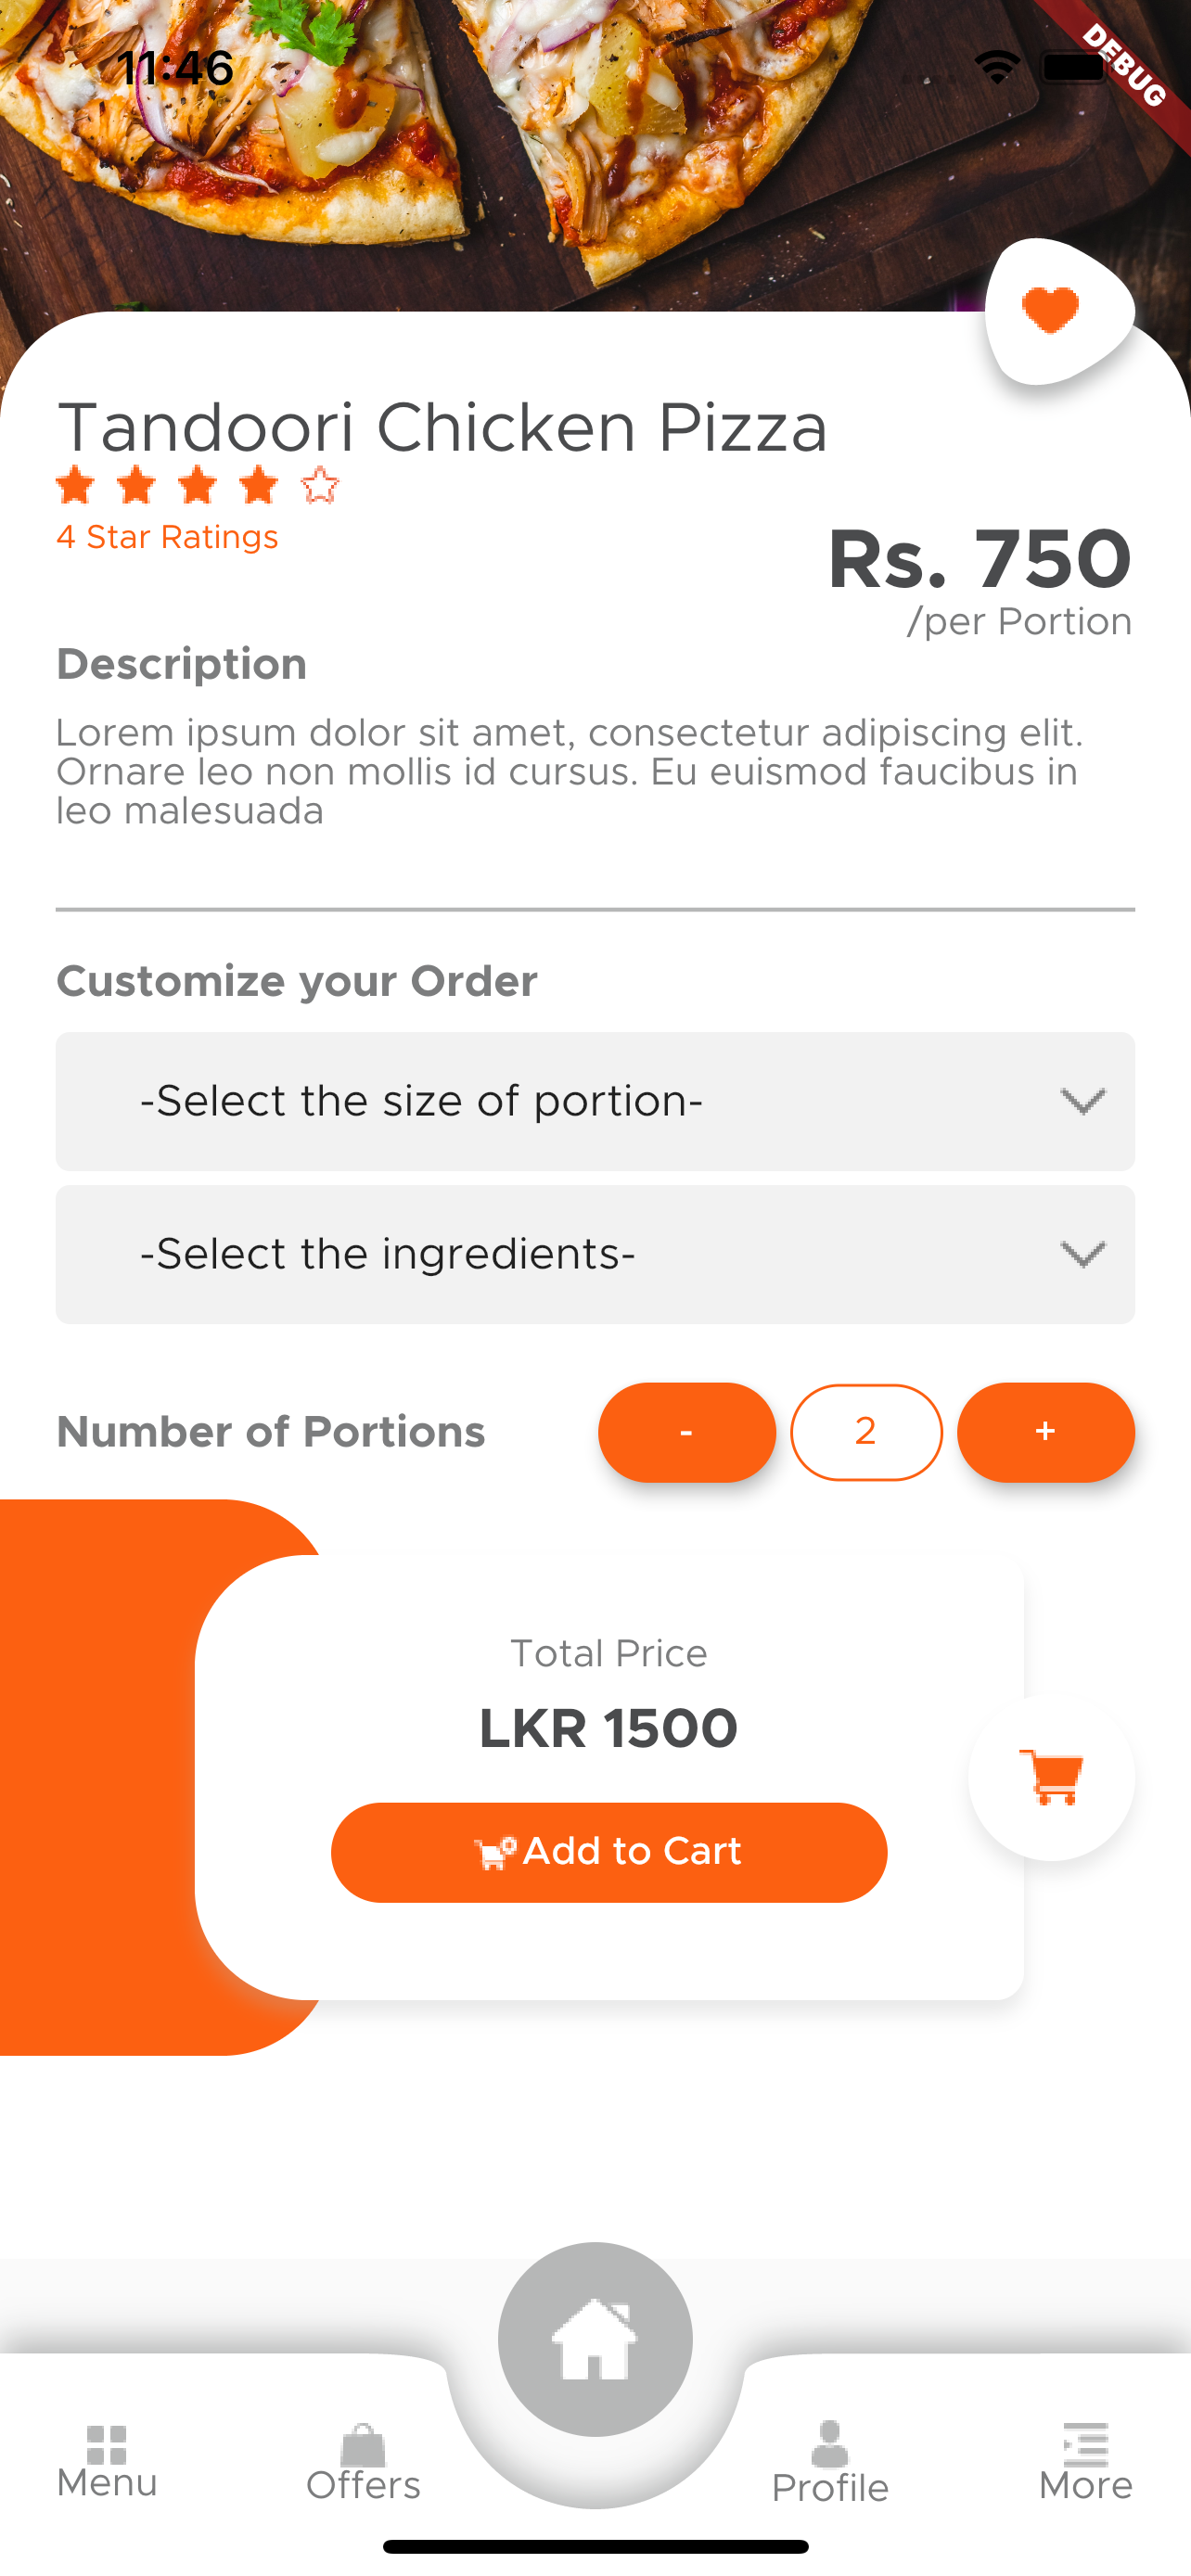 11:46
DEBUG
Tandoori Chicken Pizza
4 Star Ratings
Rs. 750
/per Portion
Description
Lorem ipsum dolor sit amet, consectetur adipiscing elit.
Ornare leo non mollis id cursus. Eu euismod faucibus in
leo malesuada
Customize your Order
-Select the size of portion-
-Select the ingredients-
Number of Portions
-
2
+
Total Price
LKR 1500
Add to Cart
Menu
Offers
Profile
More